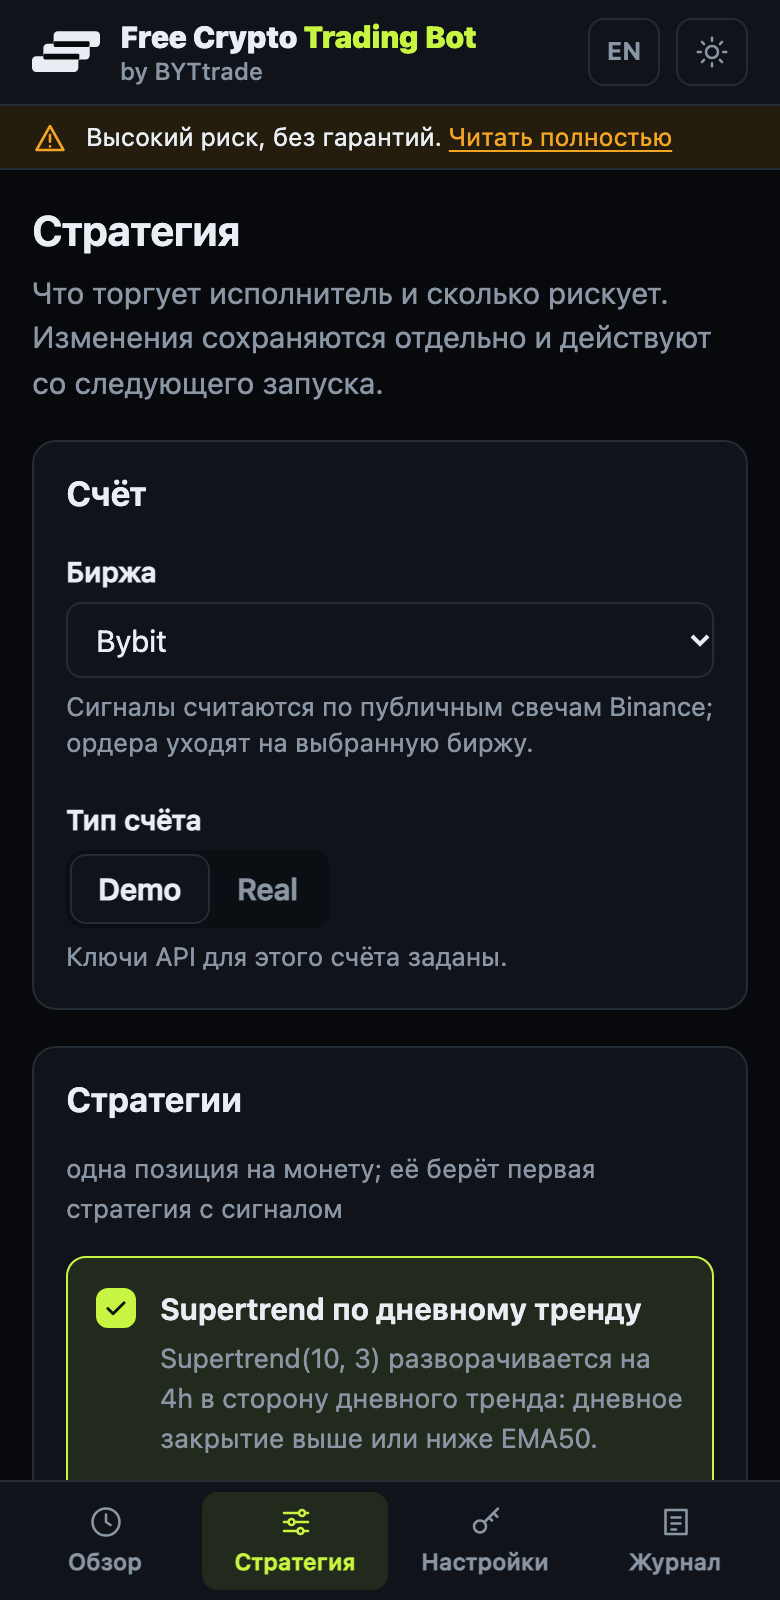 Free Crypto Trading Bot
by BYTtrade
EN
Высокий риск, без гарантий. Читать полностью
Стратегия
Что торгует исполнитель и сколько рискует.
Изменения сохраняются отдельно и действуют
со следующего запуска.
Счёт
Биржа
Bybit
Сигналы считаются по публичным свечам Binance;
ордера уходят на выбранную биржу.
Тип счёта
Demo Real
Ключи API для этого счёта заданы.
Стратегии
одна позиция на монету; её берёт первая
стратегия с сигналом
Supertrend по дневному тренду
Supertrend(10, 3) разворачивается на
4h в сторону дневного тренда: дневное
закрытие выше или ниже EMA50.
Обзор Стратегия Настройки Журнал